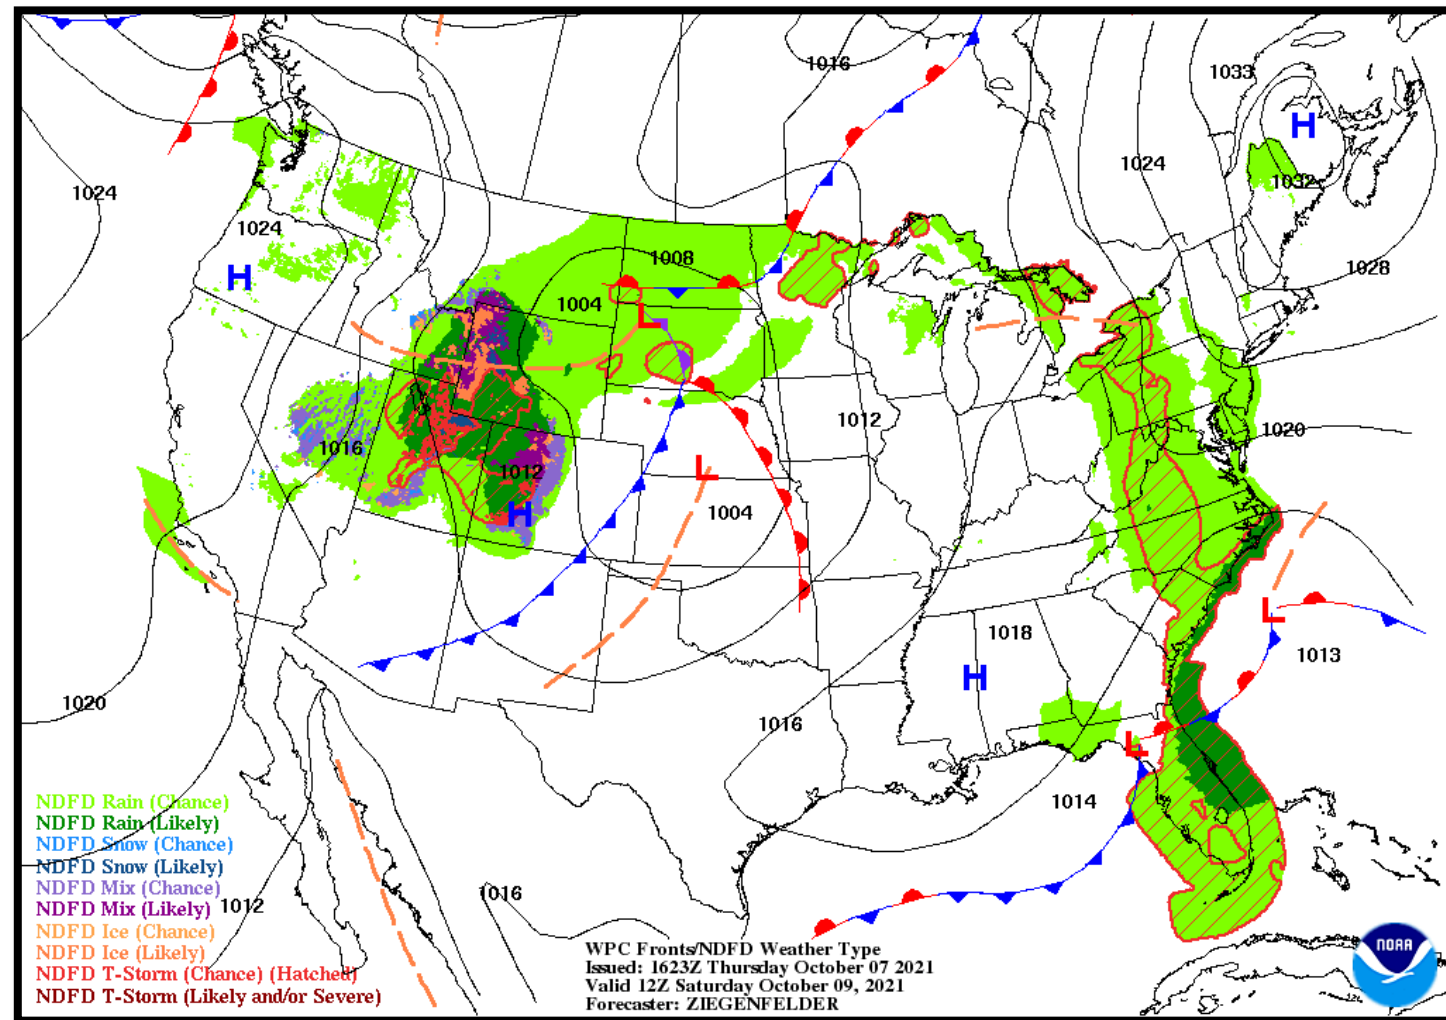 1016
1033
H
1024
1032
1024
1024
H
1028
1008
1004
L
1012
1020
1016
1012
L
H
1004
L
1018
1013
H
1020
1016
L
1014
1016
1012
NDFD Rain (Chance)
NDFD Rain (Likely)
NDFD Snow (Chance)
NDFD Snow (Likely)
NDFD Mix (Chance)
NDFD Mix (Likely)
NDFD Ice (Chance)
NDFD Ice (Likely)
NDFD T-Storm (Chance) (Hatched)
NDFD T-Storm (Likely and/or Severe)
WPC Fronts/NDFD Weather Type
Issued: 1623Z Thursday October 07 2021
Valid 12Z Saturday October 09, 2021
Forecaster: ZIEGENFELDER
NOAA